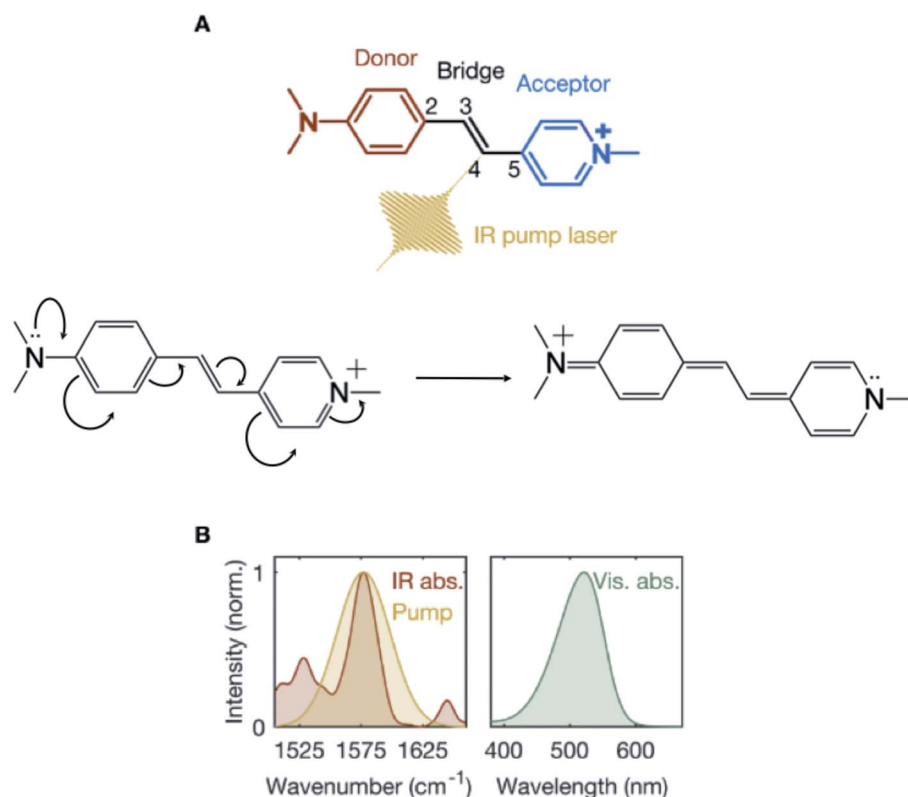 A
Donor
Bridge
Acceptor
N
2
3
4
5
N
+
IR pump laser
N
..
N
+
+
N
N
..
B
Intensity (norm.)
1
0
IR abs.
Pump
1525 1575 1625
Wavenumber (cm⁻¹)
Vis. abs.
400 500 600
Wavelength (nm)